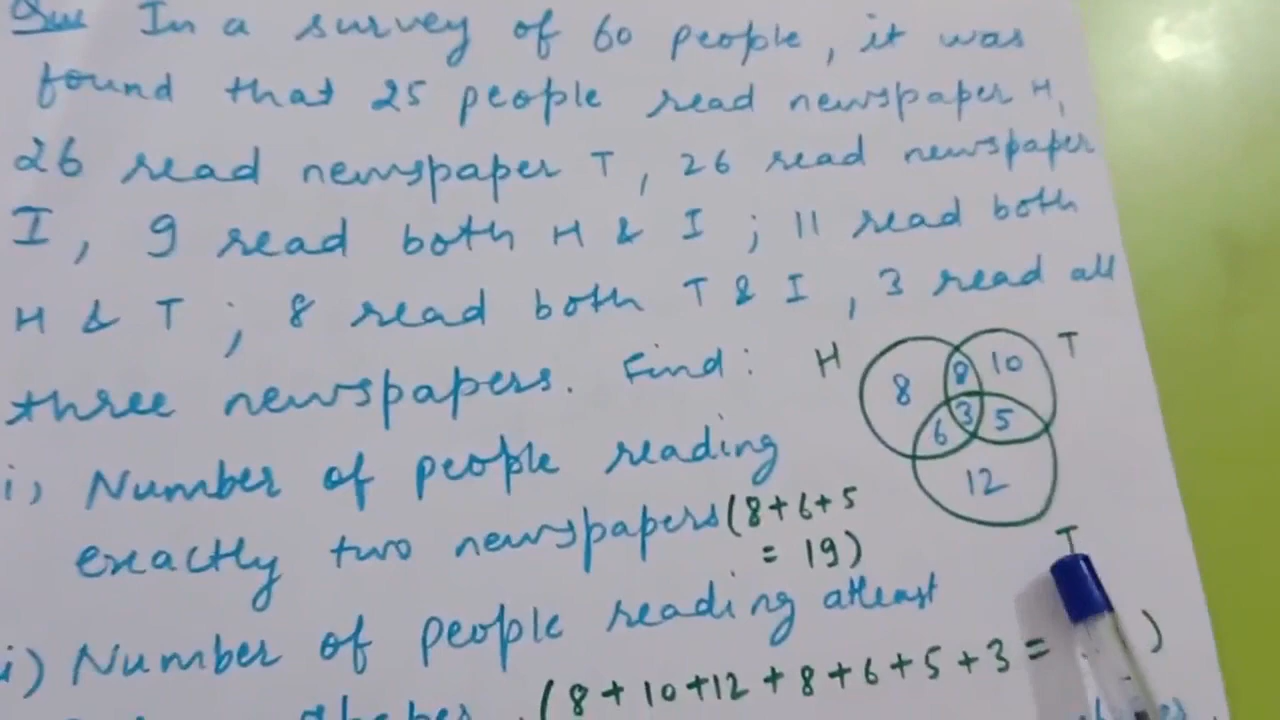 Que In a survey of 60 people, it was
found that 25 people read newspaper H,
26 read newspaper T, 26 read newspaper
I, 9 read both H & I; 11 read both
H & T; 8 read both T & I, 3 read all
three newspapers. Find:
H T
8 8 10
6 3 5
12
i) Number of people reading
exactly two newspapers (8+6+5
= 19)
i) Number of people reading atleast
(8+10+12+8+6+5+3= )